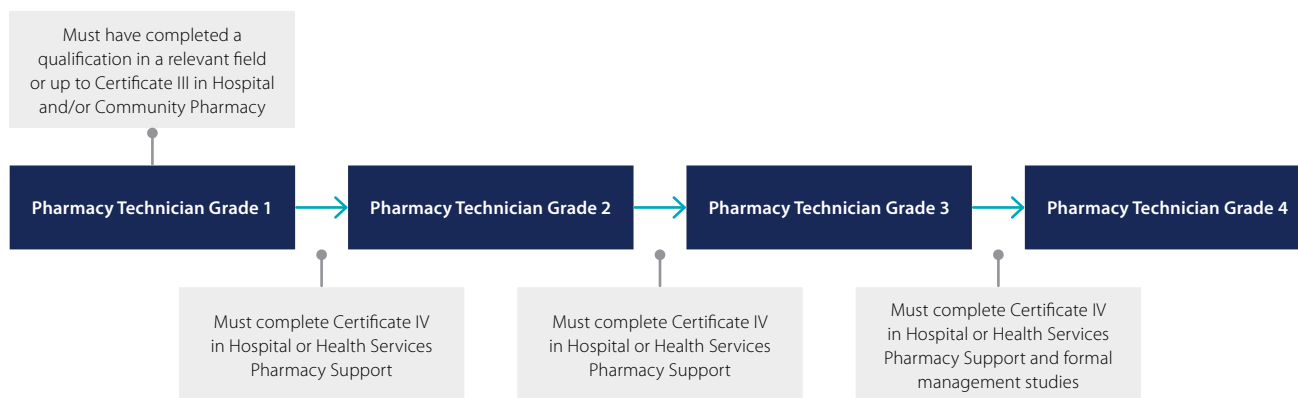 Must have completed a
qualification in a relevant field
or up to Certificate III in Hospital
and/or Community Pharmacy
Pharmacy Technician Grade 1
Pharmacy Technician Grade 2
Pharmacy Technician Grade 3
Pharmacy Technician Grade 4
Must complete Certificate IV
in Hospital or Health Services
Pharmacy Support
Must complete Certificate IV
in Hospital or Health Services
Pharmacy Support
Must complete Certificate IV
in Hospital or Health Services
Pharmacy Support and formal
management studies